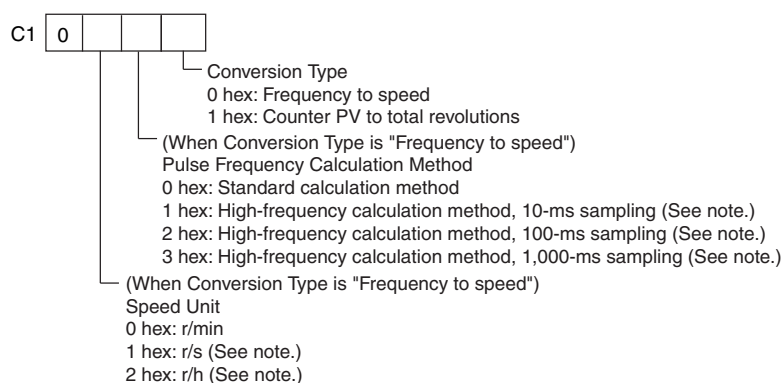 C1 0
Conversion Type
0 hex: Frequency to speed
1 hex: Counter PV to total revolutions
(When Conversion Type is "Frequency to speed")
Pulse Frequency Calculation Method
0 hex: Standard calculation method
1 hex: High-frequency calculation method, 10-ms sampling (See note.)
2 hex: High-frequency calculation method, 100-ms sampling (See note.)
3 hex: High-frequency calculation method, 1,000-ms sampling (See note.)
(When Conversion Type is "Frequency to speed")
Speed Unit
0 hex: r/min
1 hex: r/s (See note.)
2 hex: r/h (See note.)